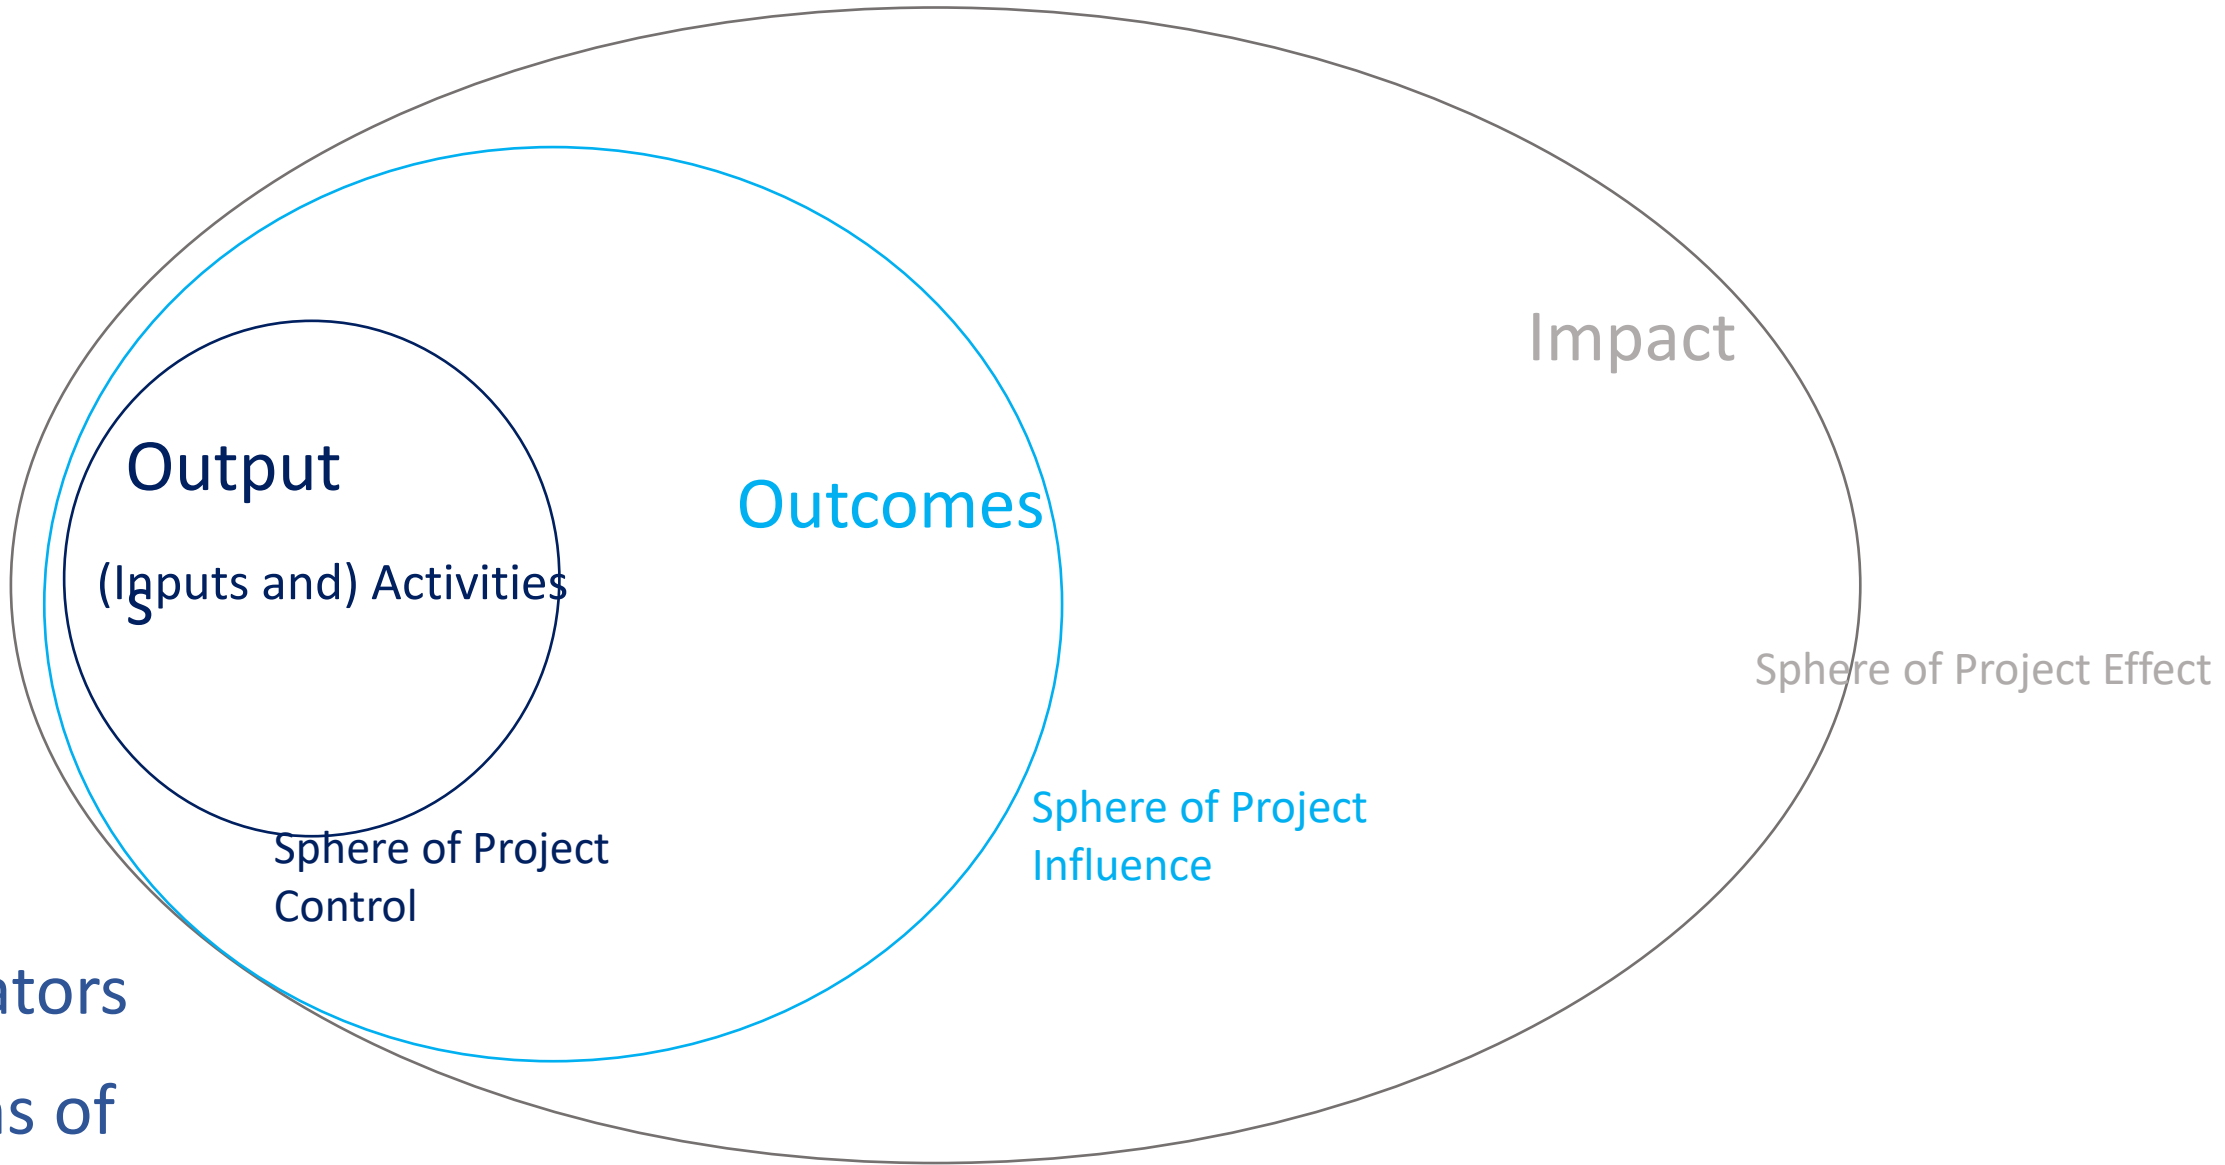 Impact
Output
s
(Inputs and) Activities
Outcomes
Sphere of Project Effect
Sphere of Project
Influence
Sphere of Project
Control
ators
s of